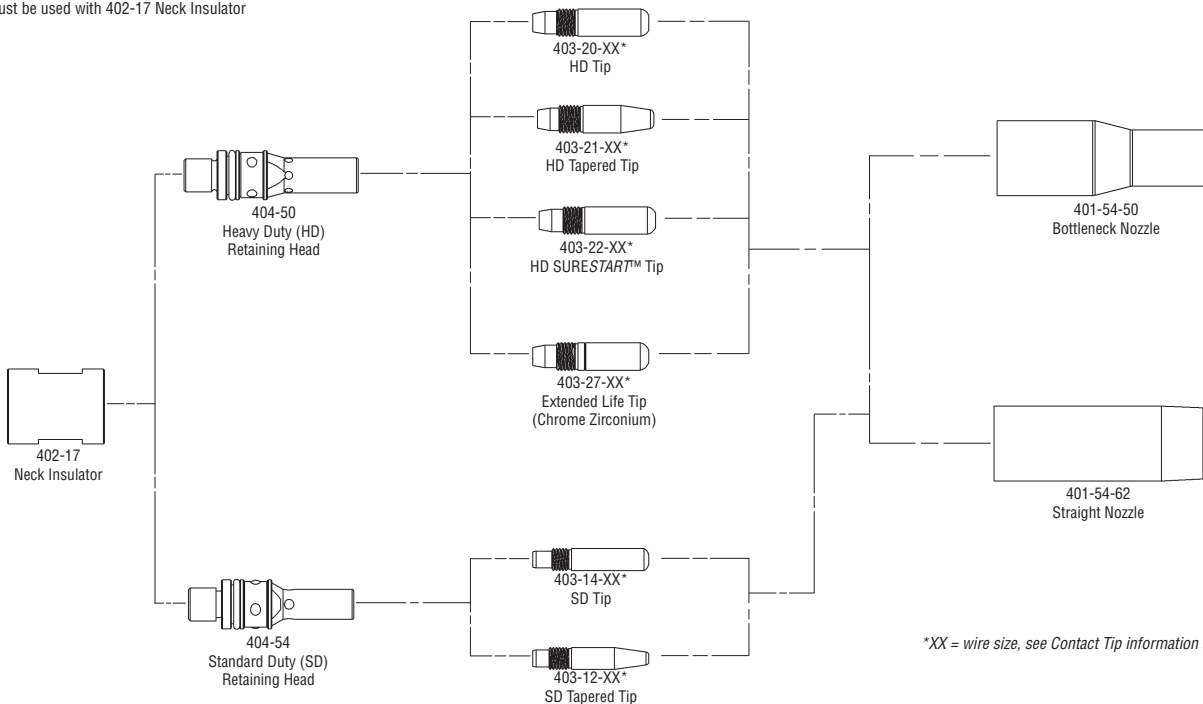 be used with 402-17 Neck Insulator
403-20-XX*
HD Tip
403-21-XX*
HD Tapered Tip
404-50
Heavy Duty (HD)
Retaining Head
403-22-XX*
HD SURESTART™ Tip
403-27-XX*
Extended Life Tip
(Chrome Zirconium)
401-54-50
Bottleneck Nozzle
402-17
Neck Insulator
401-54-62
Straight Nozzle
404-54
Standard Duty (SD)
Retaining Head
403-14-XX*
SD Tip
403-12-XX*
SD Tapered Tip
*XX = wire size, see Contact Tip information